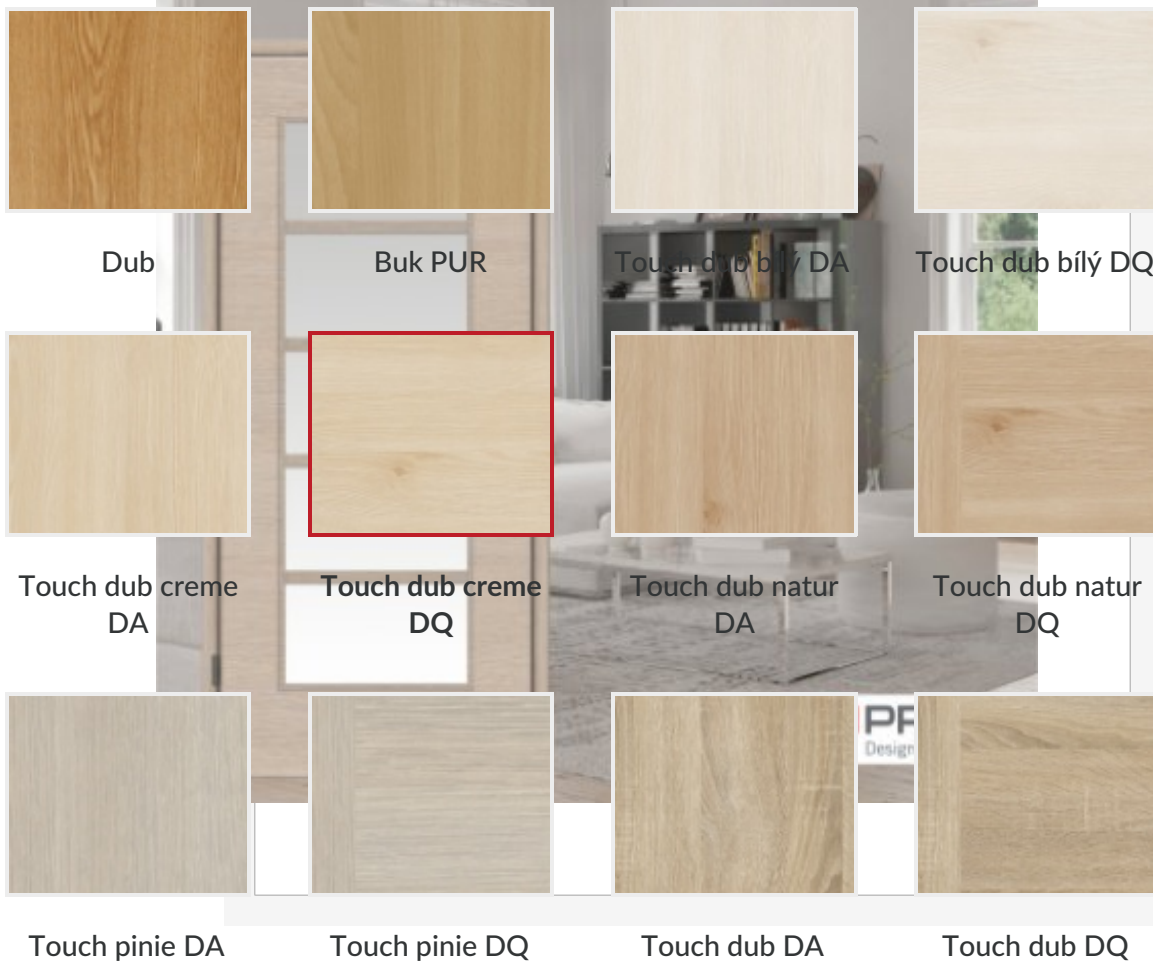 Dub
Buk PUR
Touch dub bílý DA
Touch dub bílý DQ
Touch dub creme
DA
Touch dub creme
DQ
Touch dub natur
DA
Touch dub natur
DQ
Design
Touch pinie DA
Touch pinie DQ
Touch dub DA
Touch dub DQ